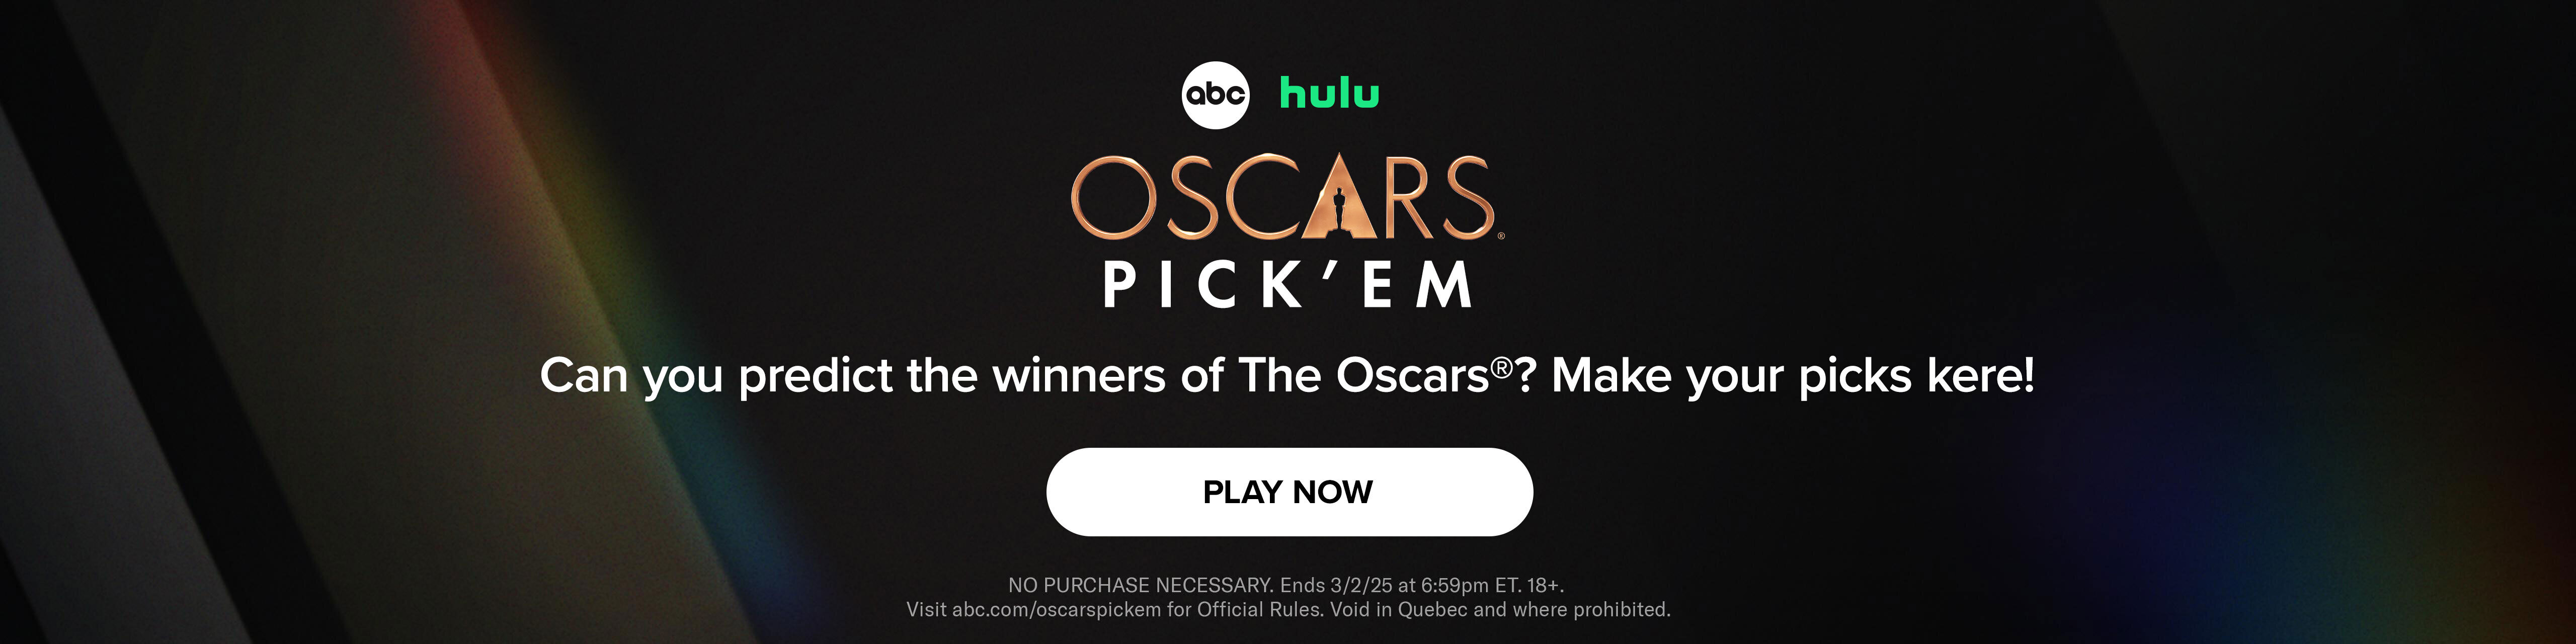 abc hulu
OSCARS®
PICK'EM
Can you predict the winners of The Oscars®? Make your picks kere!
PLAY NOW
NO PURCHASE NECESSARY. Ends 3/2/25 at 6:59pm ET. 18+.
Visit abc.com/oscarspickem for Official Rules. Void in Quebec and where prohibited.